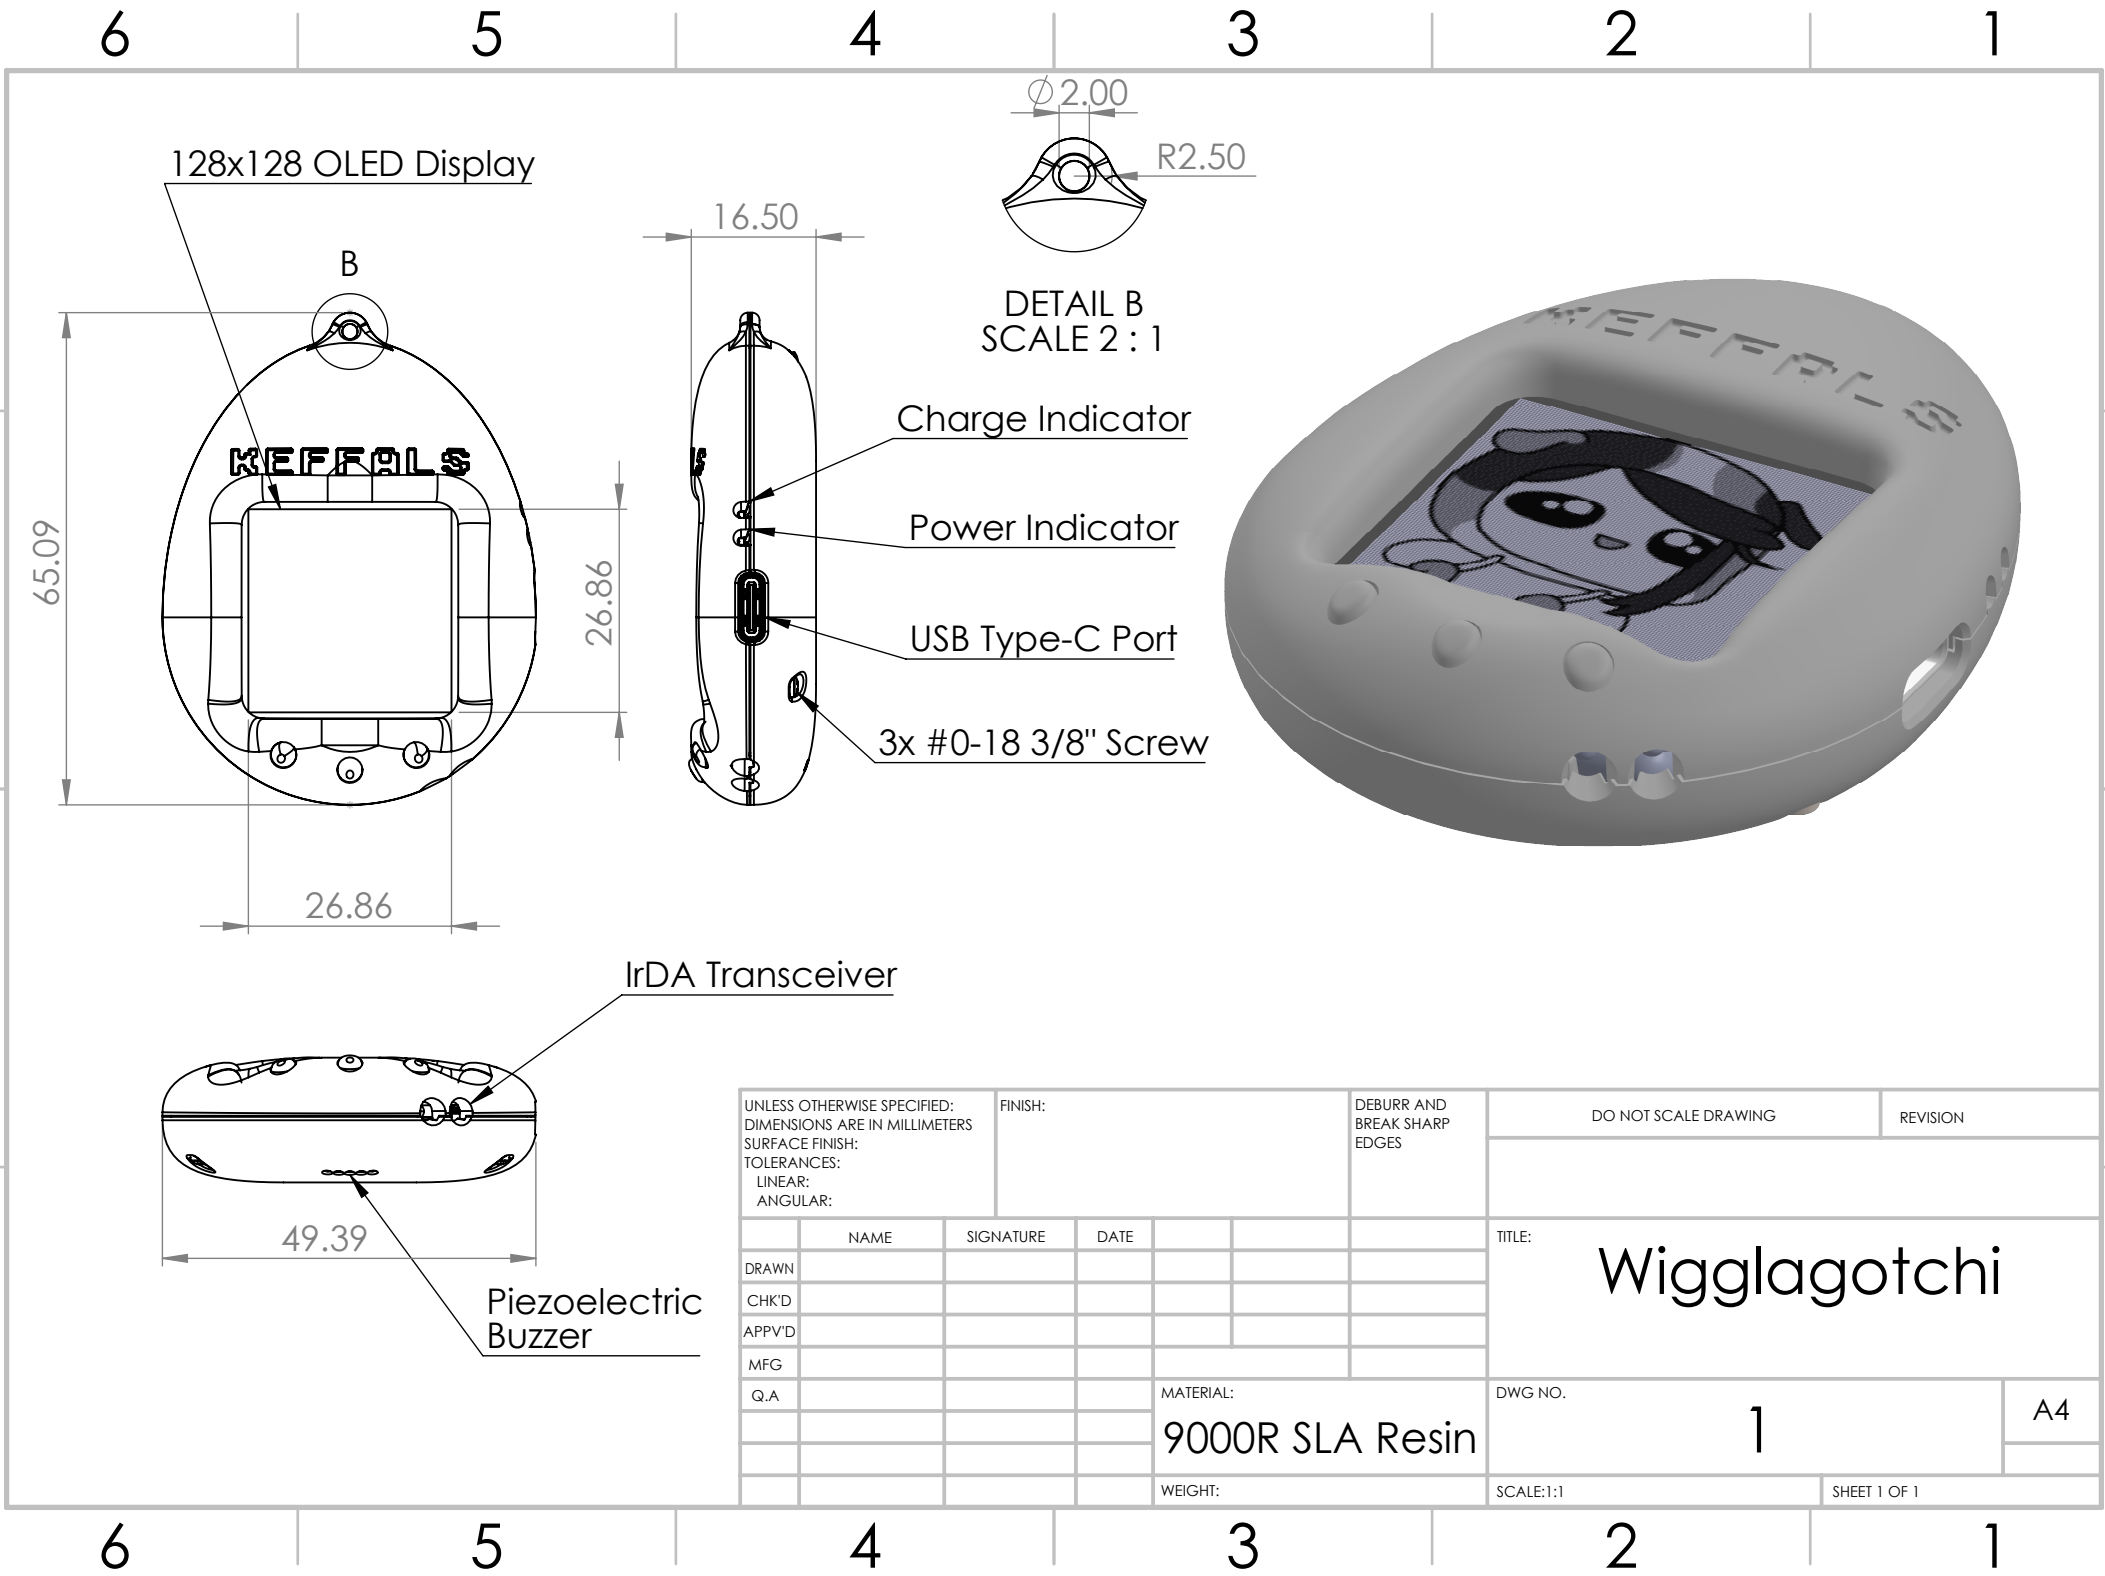 6 5 4 3 2 1
∅2.00
R2.50
128x128 OLED Display
16.50
B
DETAIL B
SCALE 2 : 1
KEFFALS
KEFFALS
Charge Indicator
Power Indicator
65.09
26.86
USB Type-C Port
3x #0-18 3/8" Screw
26.86
IrDA Transceiver
49.39
Piezoelectric
Buzzer
UNLESS OTHERWISE SPECIFIED:
DIMENSIONS ARE IN MILLIMETERS
SURFACE FINISH:
TOLERANCES:
LINEAR:
ANGULAR:
FINISH:
DEBURR AND
BREAK SHARP
EDGES
DO NOT SCALE DRAWING
REVISION
NAME SIGNATURE DATE
DRAWN
CHK'D
APPV'D
MFG
Q.A
TITLE:
Wigglagotchi
MATERIAL:
9000R SLA Resin
DWG NO.
1
A4
WEIGHT:
SCALE:1:1
SHEET 1 OF 1
6 5 4 3 2 1